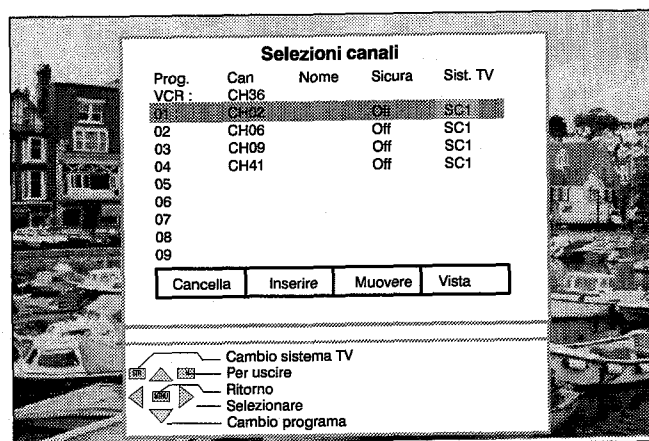 Selezioni canali
Prog. Can Nome Sicura Sist. TV
VCR : CH36
01 : CH02 Off SC1
02 CH06 Off SC1
03 CH09 Off SC1
04 CH41 Off SC1
05
06
07
08
09
Cancella Inserire Muovere Vista
Cambio sistema TV
Per uscire
Ritorno
Selezionare
Cambio programa
MENU